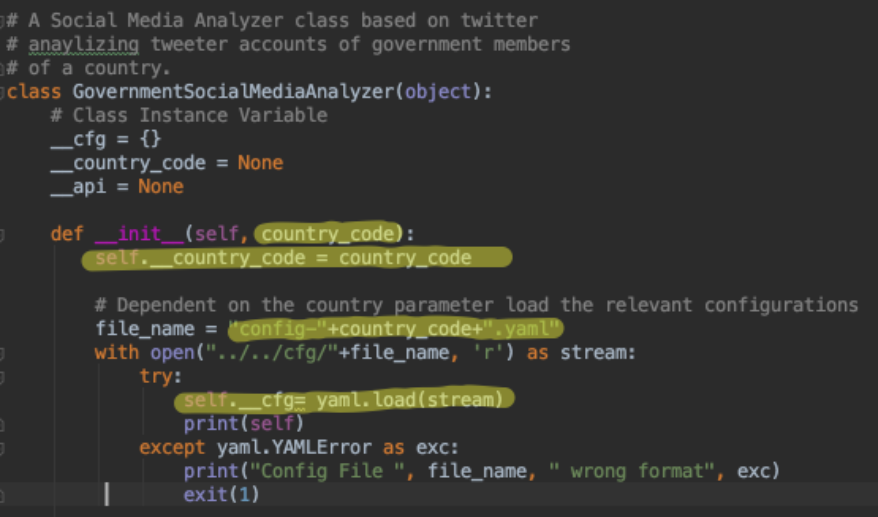 # A Social Media Analyzer class based on twitter
# anaylizing tweeter accounts of government members
# of a country.
class GovernmentSocialMediaAnalyzer(object):
# Class Instance Variable
__cfg = {}
__country_code = None
__api = None
def __init__(self, country_code):
self.__country_code = country_code
# Dependent on the country parameter load the relevant configurations
file_name = "config-"+country_code+".yaml"
with open("../../cfg/"+file_name, 'r') as stream:
try:
self.__cfg= yaml.load(stream)
print(self)
except yaml.YAMLError as exc:
print("Config File ", file_name, " wrong format", exc)
exit(1)